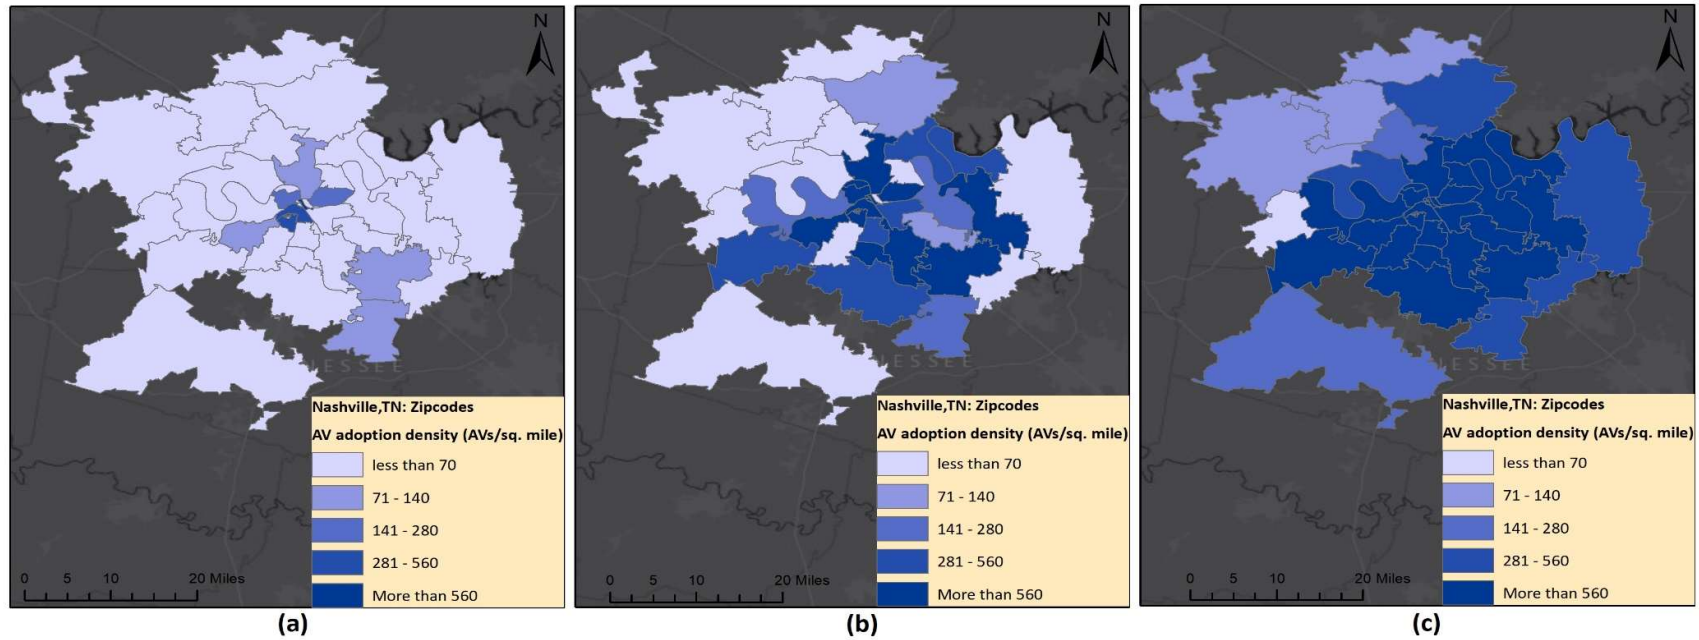 N
NESSEE
Nashville,TN: Zipcodes
AV adoption density (AVs/sq. mile)
less than 70
71 - 140
141 - 280
281 - 560
More than 560
0 5 10 20 Miles
(a)
N
NESSEE
Nashville,TN: Zipcodes
AV adoption density (AVs/sq. mile)
less than 70
71 - 140
141 - 280
281 - 560
More than 560
0 5 10 20 Miles
(b)
N
NESSEE
Nashville,TN: Zipcodes
AV adoption density (AVs/sq. mile)
less than 70
71 - 140
141 - 280
281 - 560
More than 560
0 5 10 20 Miles
(c)